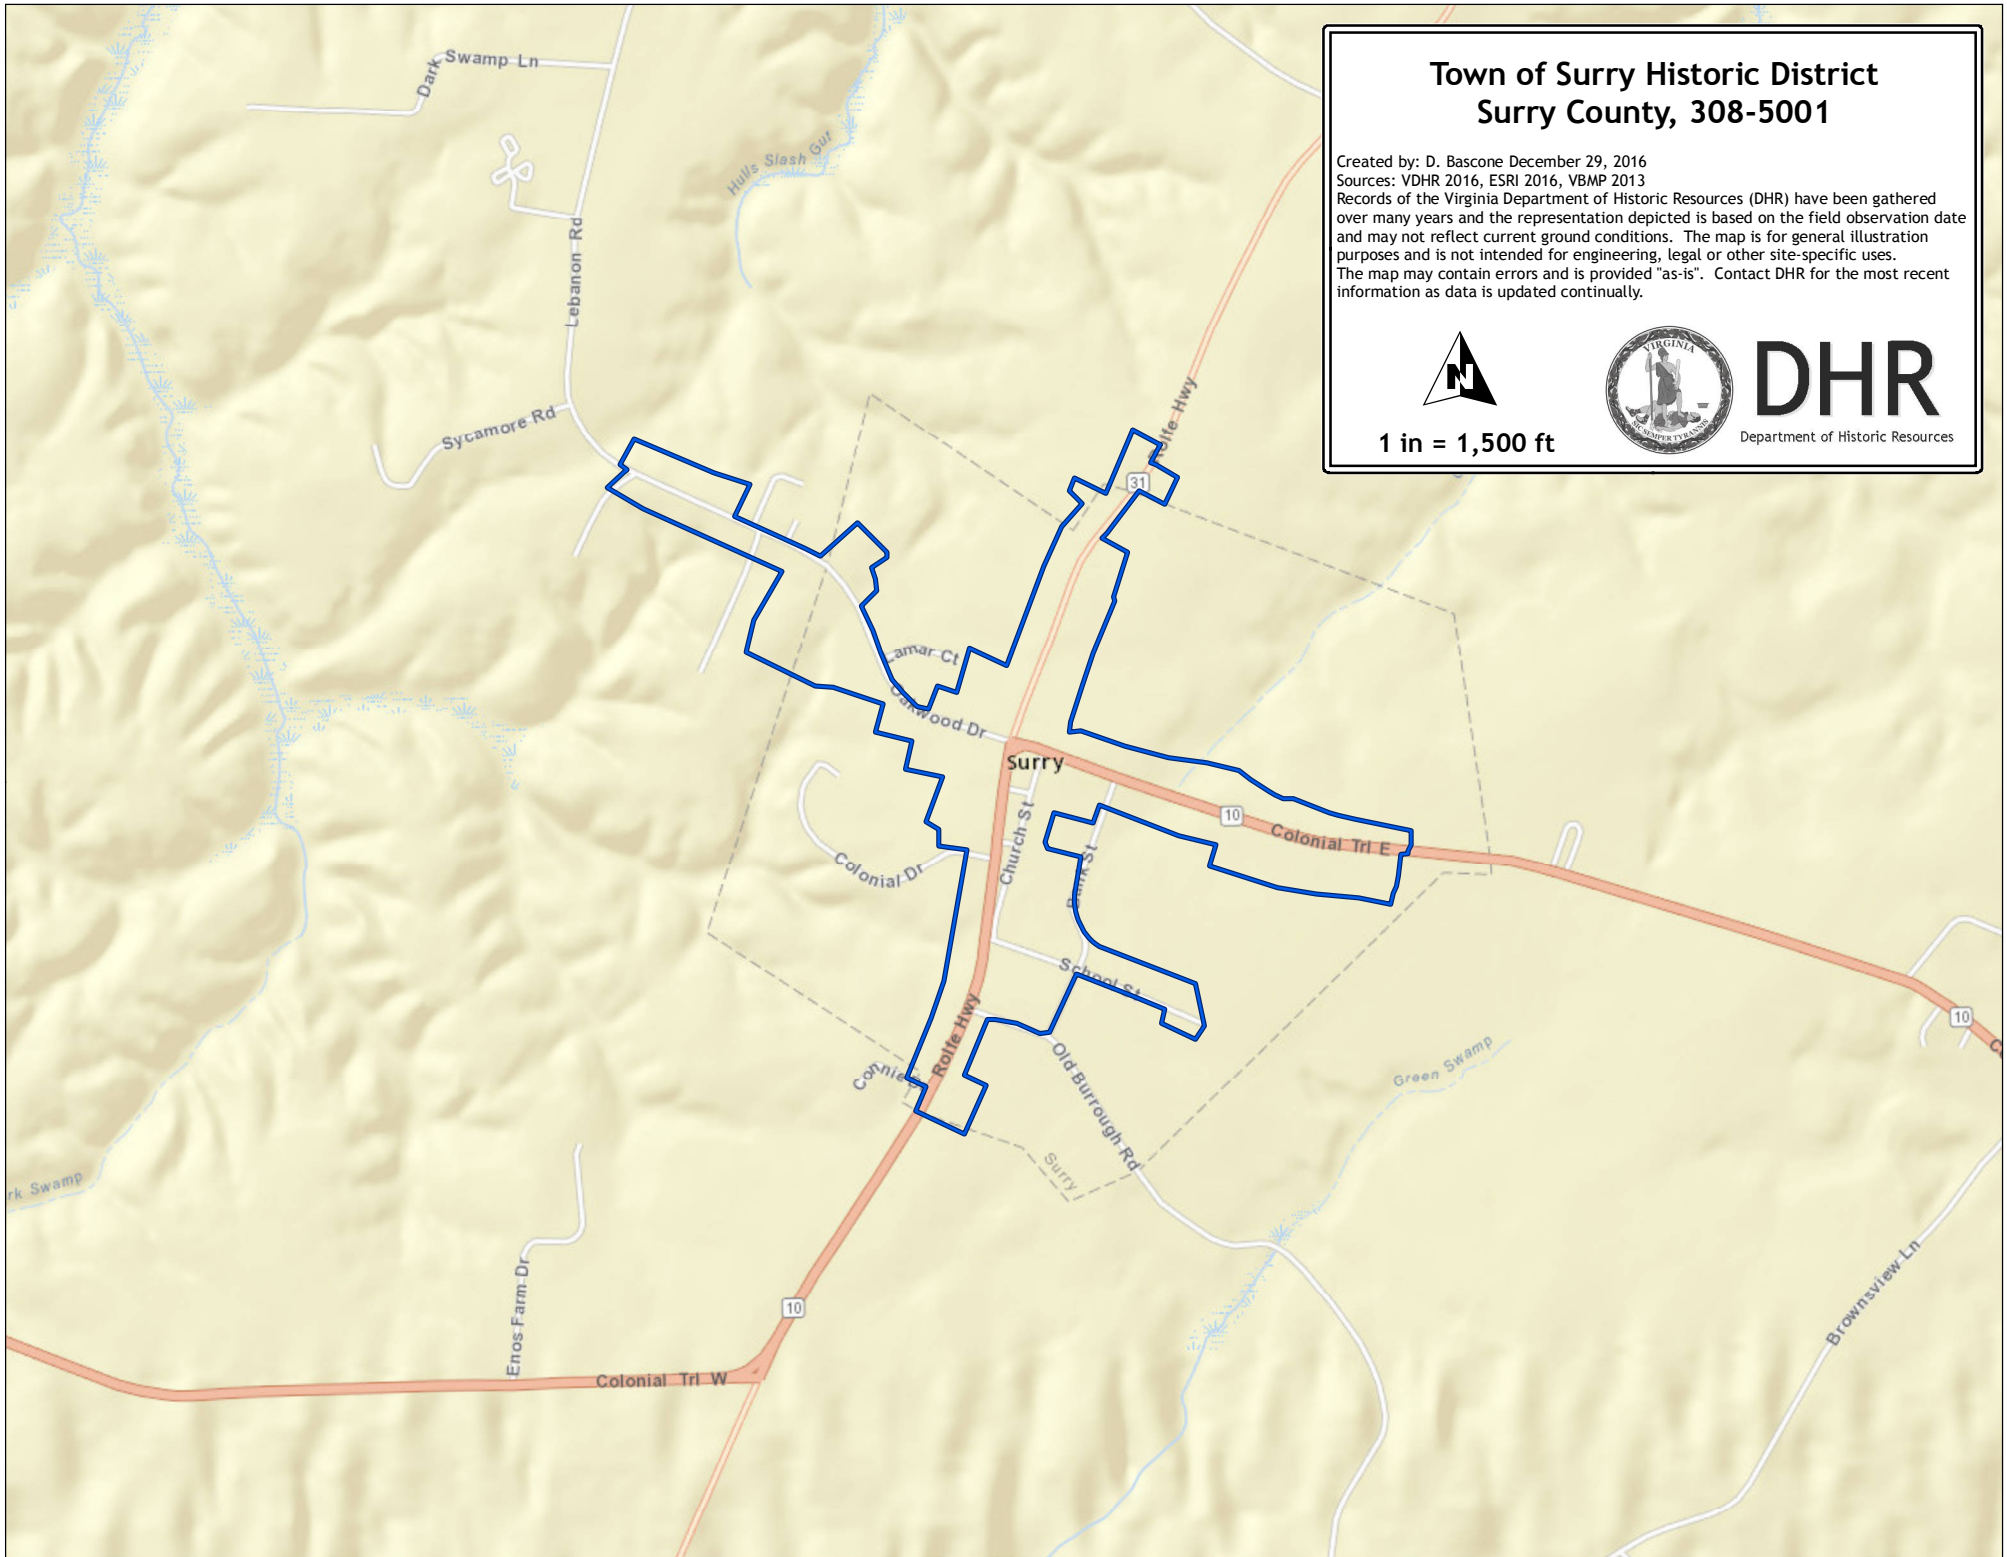 Town of Surry Historic District
Surry County, 308-5001
Created by: D. Bascone December 29, 2016
Sources: VDHR 2016, ESRI 2016, VBMP 2013
Records of the Virginia Department of Historic Resources (DHR) have been gathered
over many years and the representation depicted is based on the field observation date
and may not reflect current ground conditions. The map is for general illustration
purposes and is not intended for engineering, legal or other site-specific uses.
The map may contain errors and is provided "as-is". Contact DHR for the most recent
information as data is updated continually.
N
1 in = 1,500 ft
VIRGINIA
SIC SEMPER TYRANNIS
DHR
Department of Historic Resources
Dark Swamp Ln
Hulls Slash Gut
Lebanon Rd
Sycamore Rd
Rolfe Hwy
31
Lamar Ct
Oakwood Dr
Surry
10
Colonial Trl E
Church St
Bank St
Colonial Dr
School St
Rolfe Hwy
10
Connie Dr
Old Burrough Rd
Green Swamp
Surry
rk Swamp
Enos Farm Dr
10
Colonial Trl W
Brownsview Ln